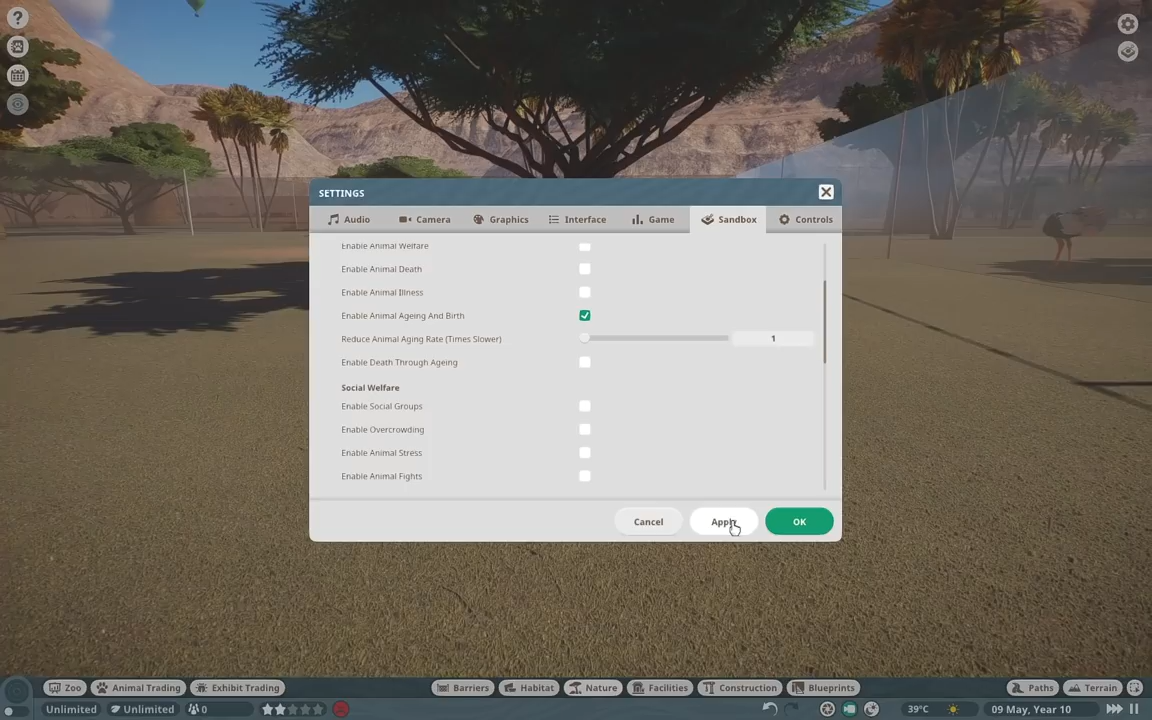 ?
SETTINGS
Audio Camera Graphics Interface Game Sandbox Controls
Enable Animal Welfare
Enable Animal Death
Enable Animal Illness
Enable Animal Ageing And Birth
Reduce Animal Aging Rate (Times Slower) 1
Enable Death Through Ageing
Social Welfare
Enable Social Groups
Enable Overcrowding
Enable Animal Stress
Enable Animal Fights
Cancel Apply OK
Zoo Animal Trading Exhibit Trading Barriers Habitat Nature Facilities Construction Blueprints Paths Terrain
Unlimited Unlimited 0 39°C 09 May, Year 10